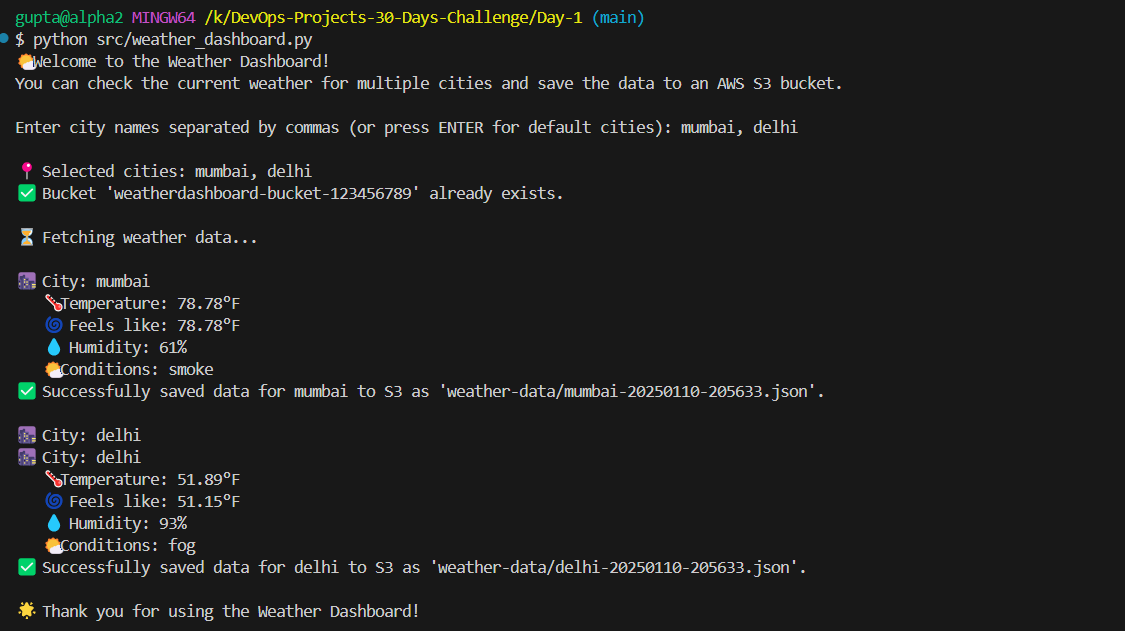 gupta@alpha2 MINGW64 /k/DevOps-Projects-30-Days-Challenge/Day-1 (main)
$ python src/weather_dashboard.py
🌤️Welcome to the Weather Dashboard!
You can check the current weather for multiple cities and save the data to an AWS S3 bucket.
Enter city names separated by commas (or press ENTER for default cities): mumbai, delhi
📍 Selected cities: mumbai, delhi
✅ Bucket 'weatherdashboard-bucket-123456789' already exists.
⏳ Fetching weather data...
🌆 City: mumbai
🌡️Temperature: 78.78°F
🌀 Feels like: 78.78°F
💧 Humidity: 61%
🌤️Conditions: smoke
✅ Successfully saved data for mumbai to S3 as 'weather-data/mumbai-20250110-205633.json'.
🌆 City: delhi
🌆 City: delhi
🌡️Temperature: 51.89°F
🌀 Feels like: 51.15°F
💧 Humidity: 93%
🌤️Conditions: fog
✅ Successfully saved data for delhi to S3 as 'weather-data/delhi-20250110-205633.json'.
🌟 Thank you for using the Weather Dashboard!